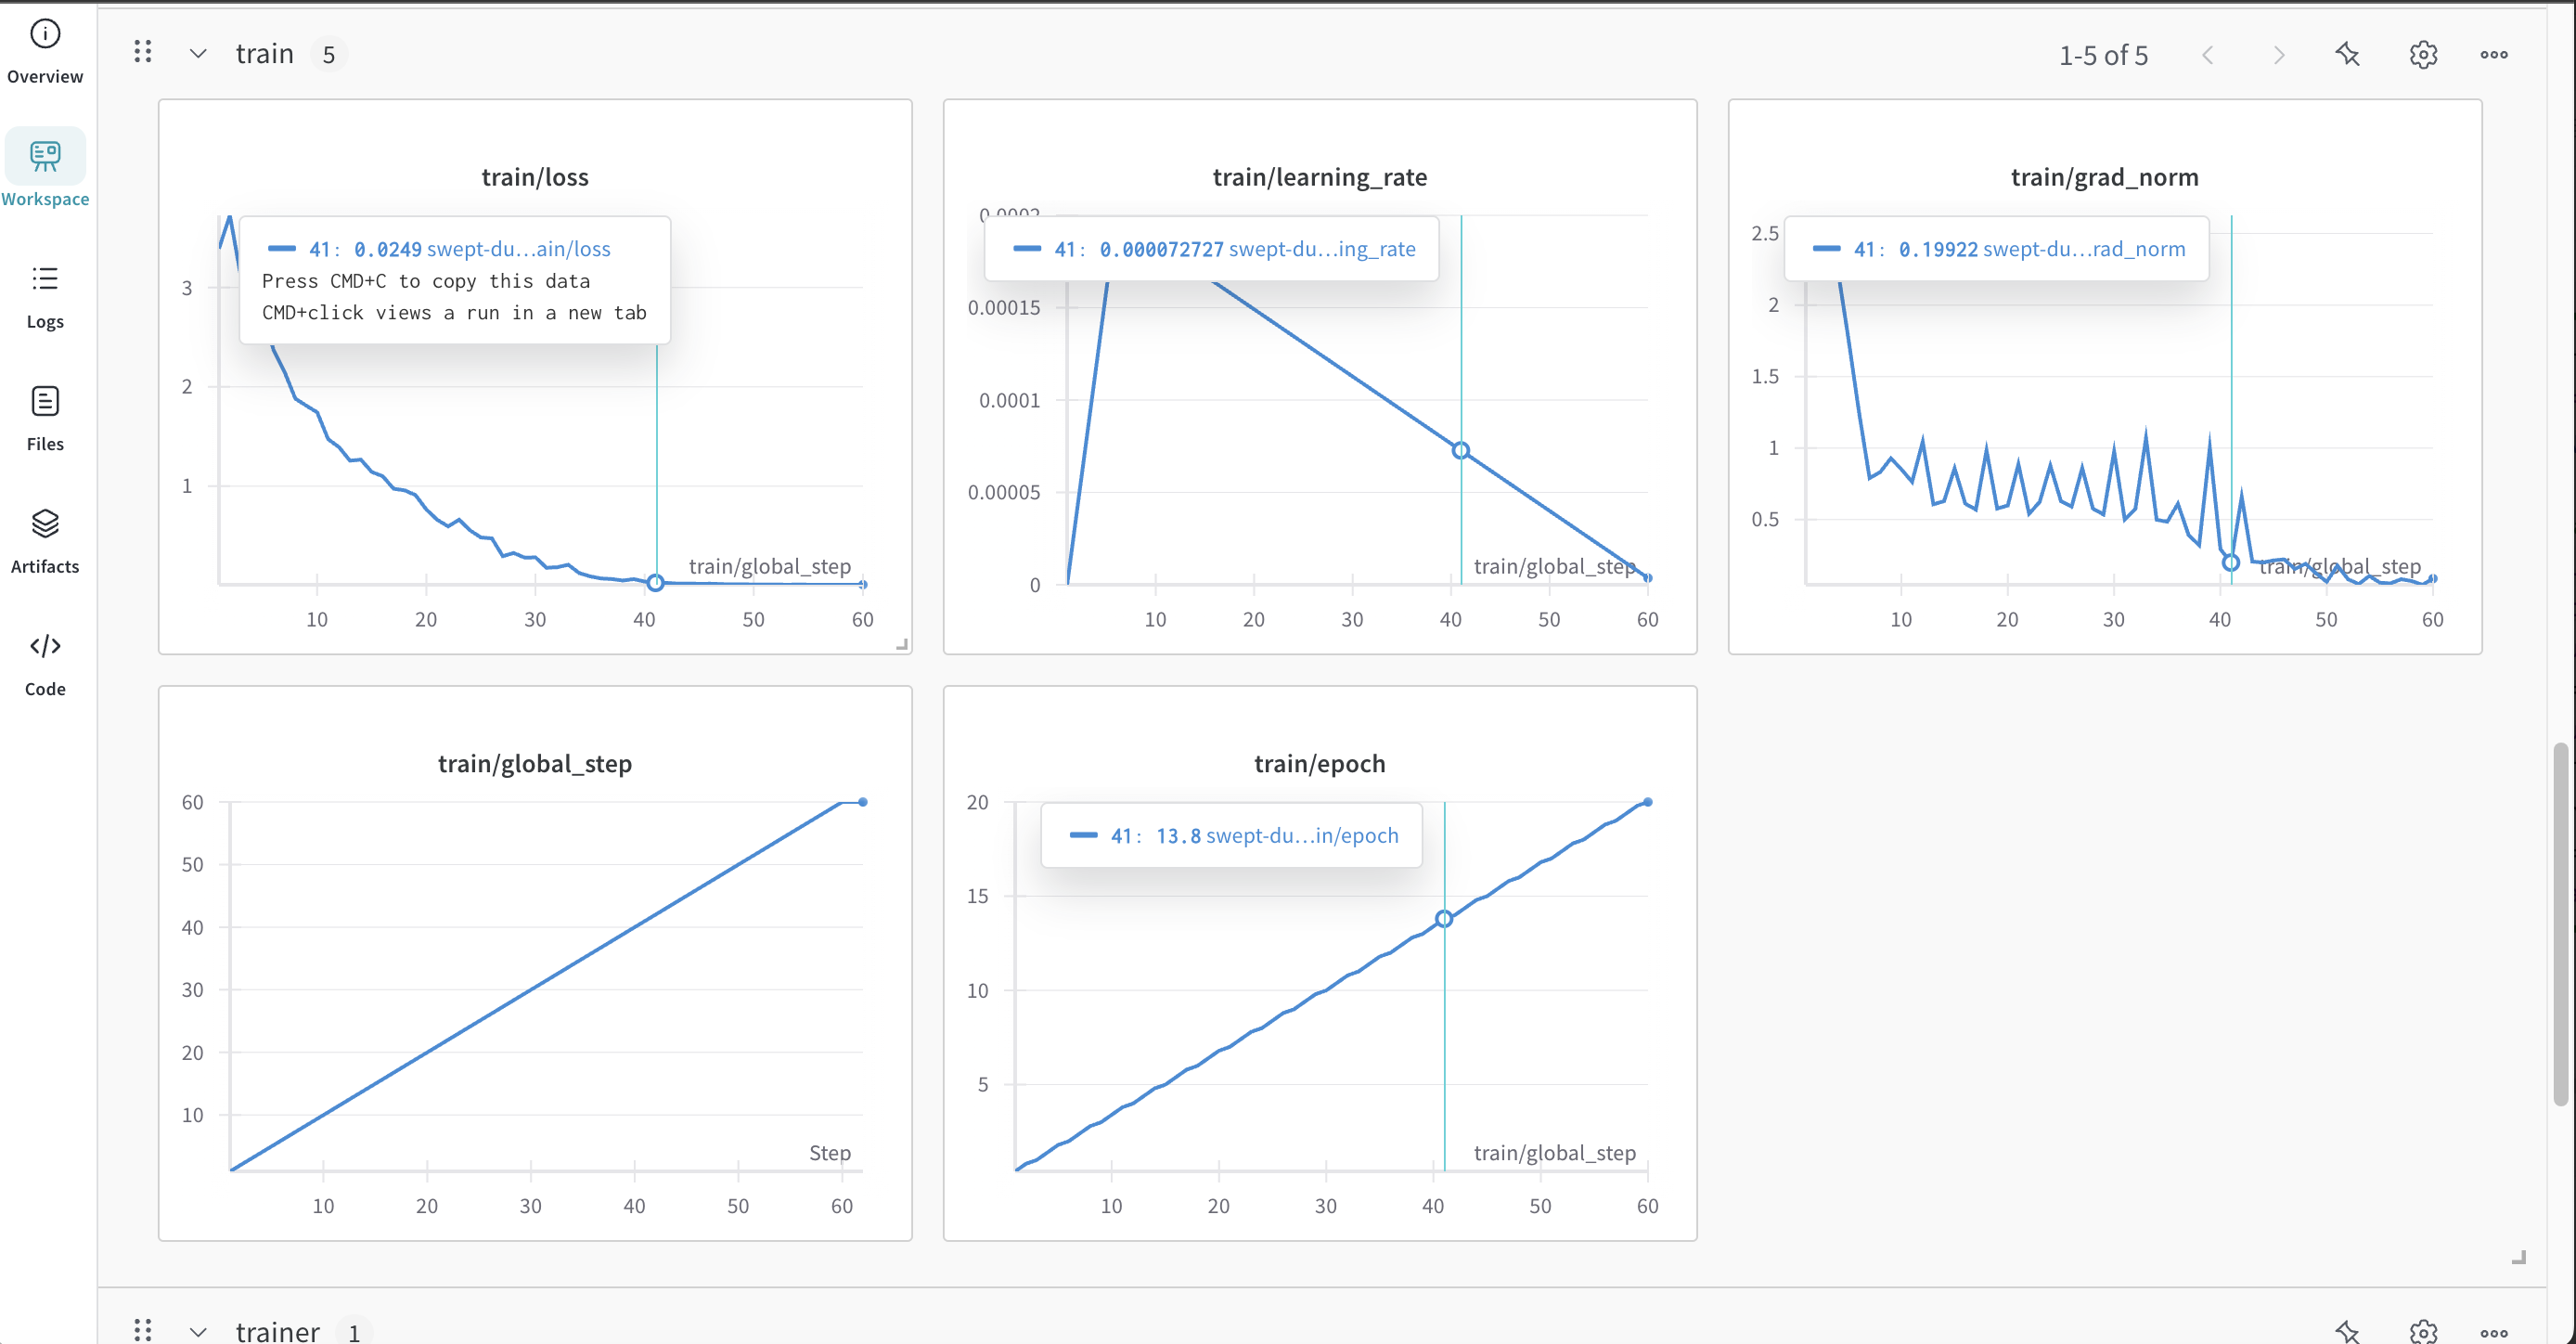 Overview
Workspace
Logs
Files
Artifacts
Code
train 5
1-5 of 5
train/loss
41: 0.0249 swept-du...ain/loss
Press CMD+C to copy this data
CMD+click views a run in a new tab
3
2
1
train/global_step
10 20 30 40 50 60
train/learning_rate
0.0002
41: 0.000072727 swept-du...ing_rate
0.00015
0.0001
0.00005
0
train/global_step
10 20 30 40 50 60
train/grad_norm
2.5
41: 0.19922 swept-du...rad_norm
2
1.5
1
0.5
train/global_step
10 20 30 40 50 60
train/global_step
60
50
40
30
20
10
Step
10 20 30 40 50 60
train/epoch
20
41: 13.8 swept-du...in/epoch
15
10
5
train/global_step
10 20 30 40 50 60
trainer 1